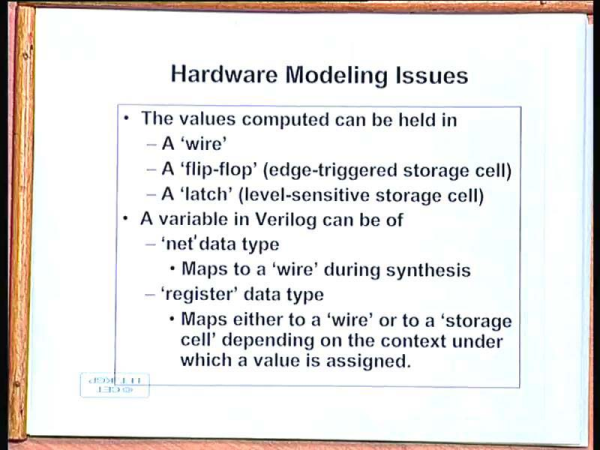 Hardware Modeling Issues
• The values computed can be held in
– A ‘wire’
– A ‘flip-flop’ (edge-triggered storage cell)
– A ‘latch’ (level-sensitive storage cell)
• A variable in Verilog can be of
– ‘net’data type
• Maps to a ‘wire’ during synthesis
– ‘register’ data type
• Maps either to a ‘wire’ or to a ‘storage
cell’ depending on the context under
which a value is assigned.
© CET
I.I.T. KGP